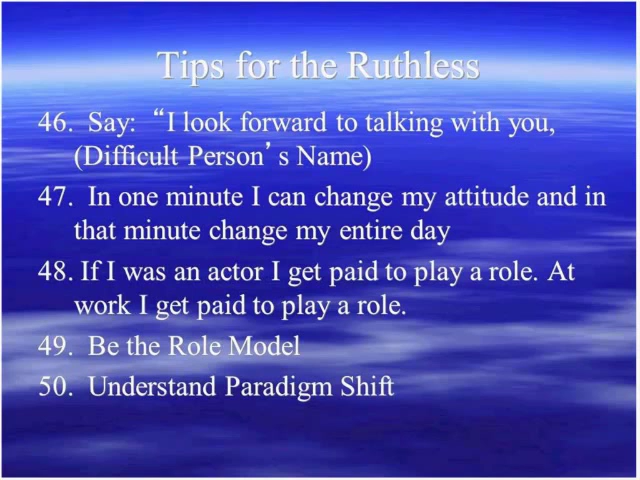 Tips for the Ruthless
46. Say: “I look forward to talking with you,
(Difficult Person’s Name)
47. In one minute I can change my attitude and in
that minute change my entire day
48. If I was an actor I get paid to play a role. At
work I get paid to play a role.
49. Be the Role Model
50. Understand Paradigm Shift